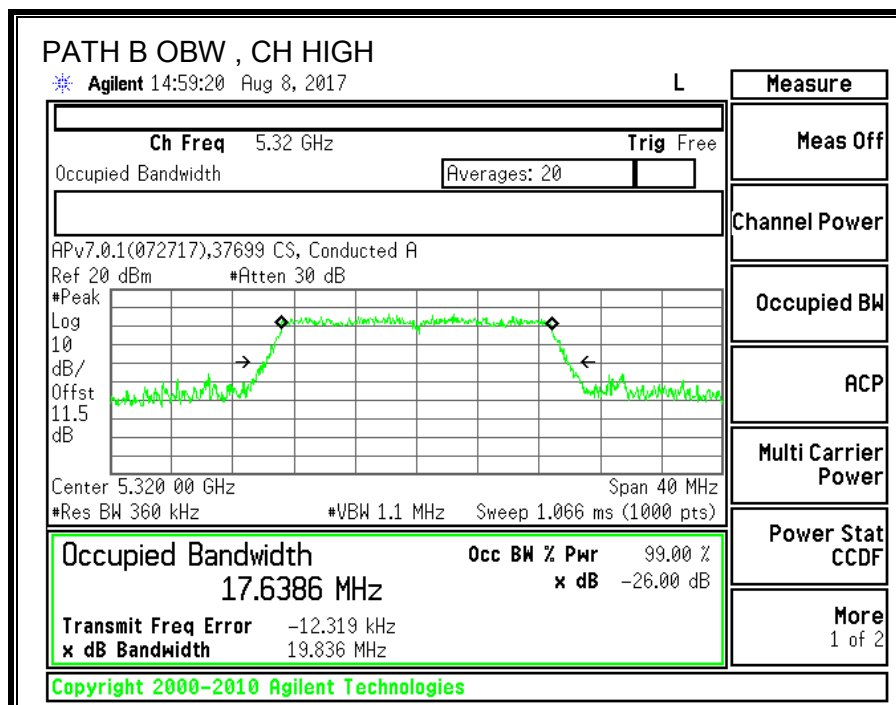 PATH B OBW , CH HIGH
Agilent 14:59:20 Aug 8, 2017 L
Measure
Meas Off
Channel Power
Occupied BW
ACP
Multi Carrier
Power
Power Stat
CCDF
More
1 of 2
Ch Freq 5.32 GHz Trig Free
Occupied Bandwidth Averages: 20
APv7.0.1(072717),37699 CS, Conducted A
Ref 20 dBm #Atten 30 dB
#Peak
Log
10
dB/
Offst
11.5
dB
Center 5.320 00 GHz Span 40 MHz
#Res BW 360 kHz #VBW 1.1 MHz Sweep 1.066 ms (1000 pts)
Occupied Bandwidth Occ BW % Pwr 99.00 %
17.6386 MHz x dB -26.00 dB
Transmit Freq Error -12.319 kHz
x dB Bandwidth 19.836 MHz
Copyright 2000-2010 Agilent Technologies